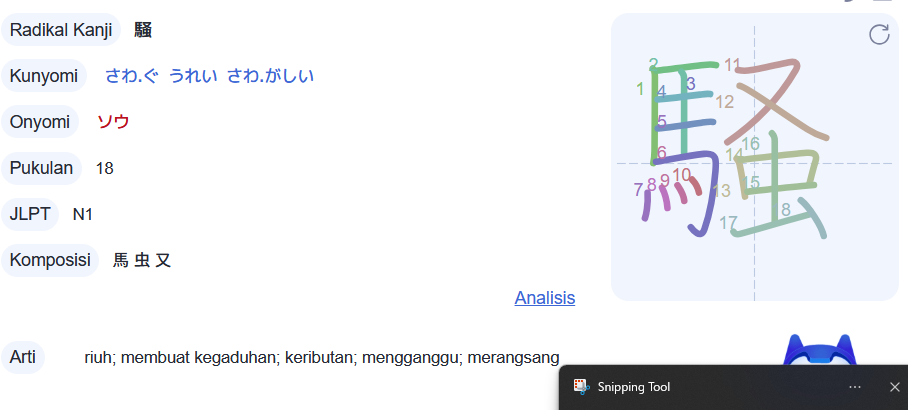 Radikal Kanji 騒
Kunyomi さわ.ぐ うれい さわ.がしい
Onyomi ソウ
Pukulan 18
JLPT N1
Komposisi 馬 虫 又
Analisis
Arti riuh; membuat kegaduhan; keributan; mengganggu; merangsang
1 2 3 4 5 6 7 8 9 10 11 12 13 14 15 16 17 8
Snipping Tool